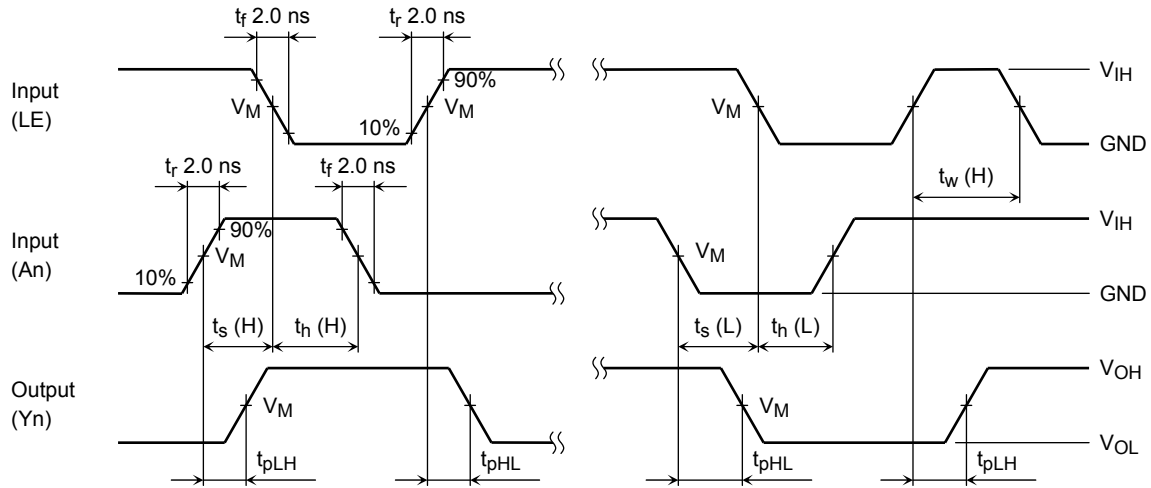 tf 2.0 ns
tr 2.0 ns
Input
(LE)
VM
10%
VM
90%
VM
VIH
GND
tr 2.0 ns
tf 2.0 ns
tw (H)
Input
(An)
10%
90%
VM
VM
VIH
GND
ts (H)
th (H)
ts (L)
th (L)
Output
(Yn)
VM
VM
VOH
VOL
tpLH
tpHL
tpHL
tpLH